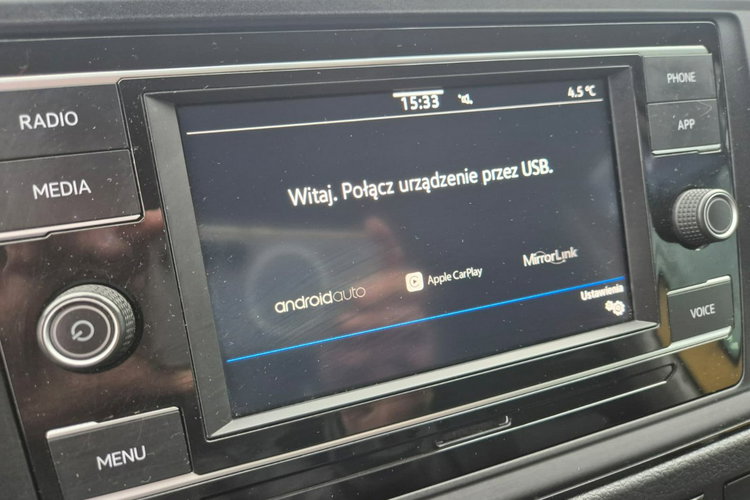 RADIO
MEDIA
MENU
15:33
4.5 °C
Witaj. Połącz urządzenie przez USB.
androidauto
Apple CarPlay
MirrorLink
Ustawienia
PHONE
APP
VOICE